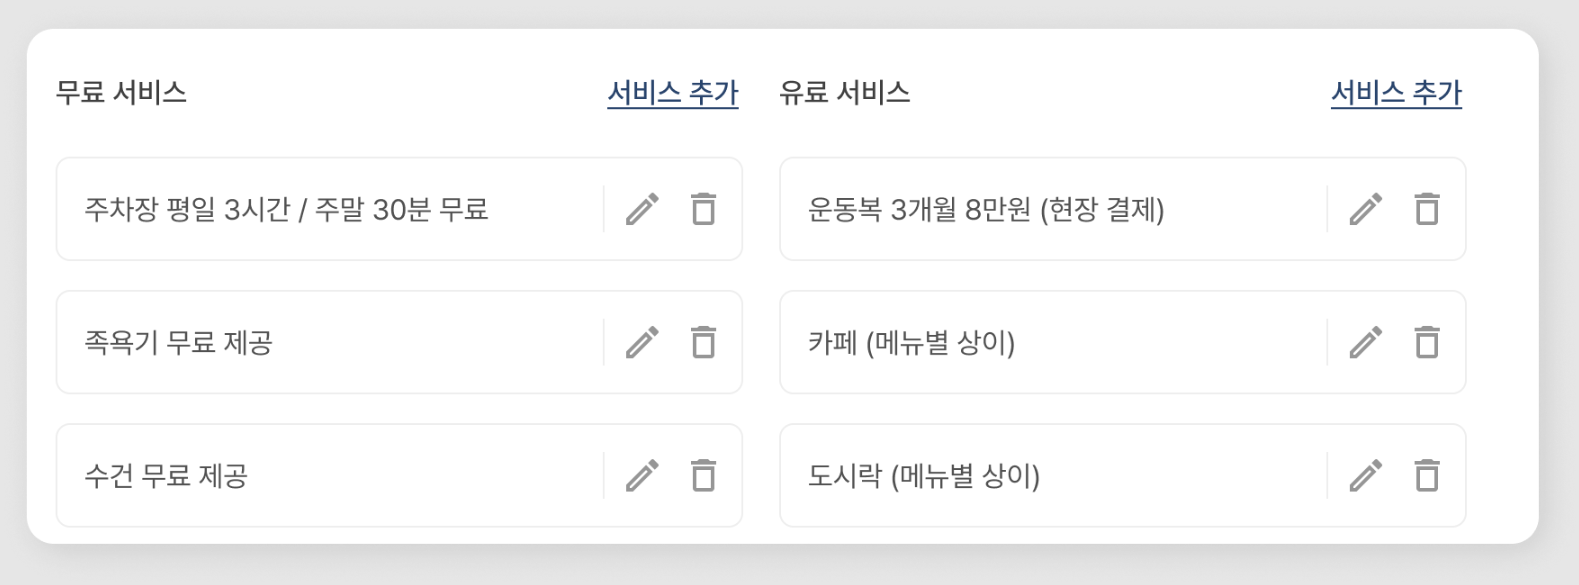 무료 서비스
서비스 추가
주차장 평일 3시간 / 주말 30분 무료
족욕기 무료 제공
수건 무료 제공
유료 서비스
서비스 추가
운동복 3개월 8만원 (현장 결제)
카페 (메뉴별 상이)
도시락 (메뉴별 상이)